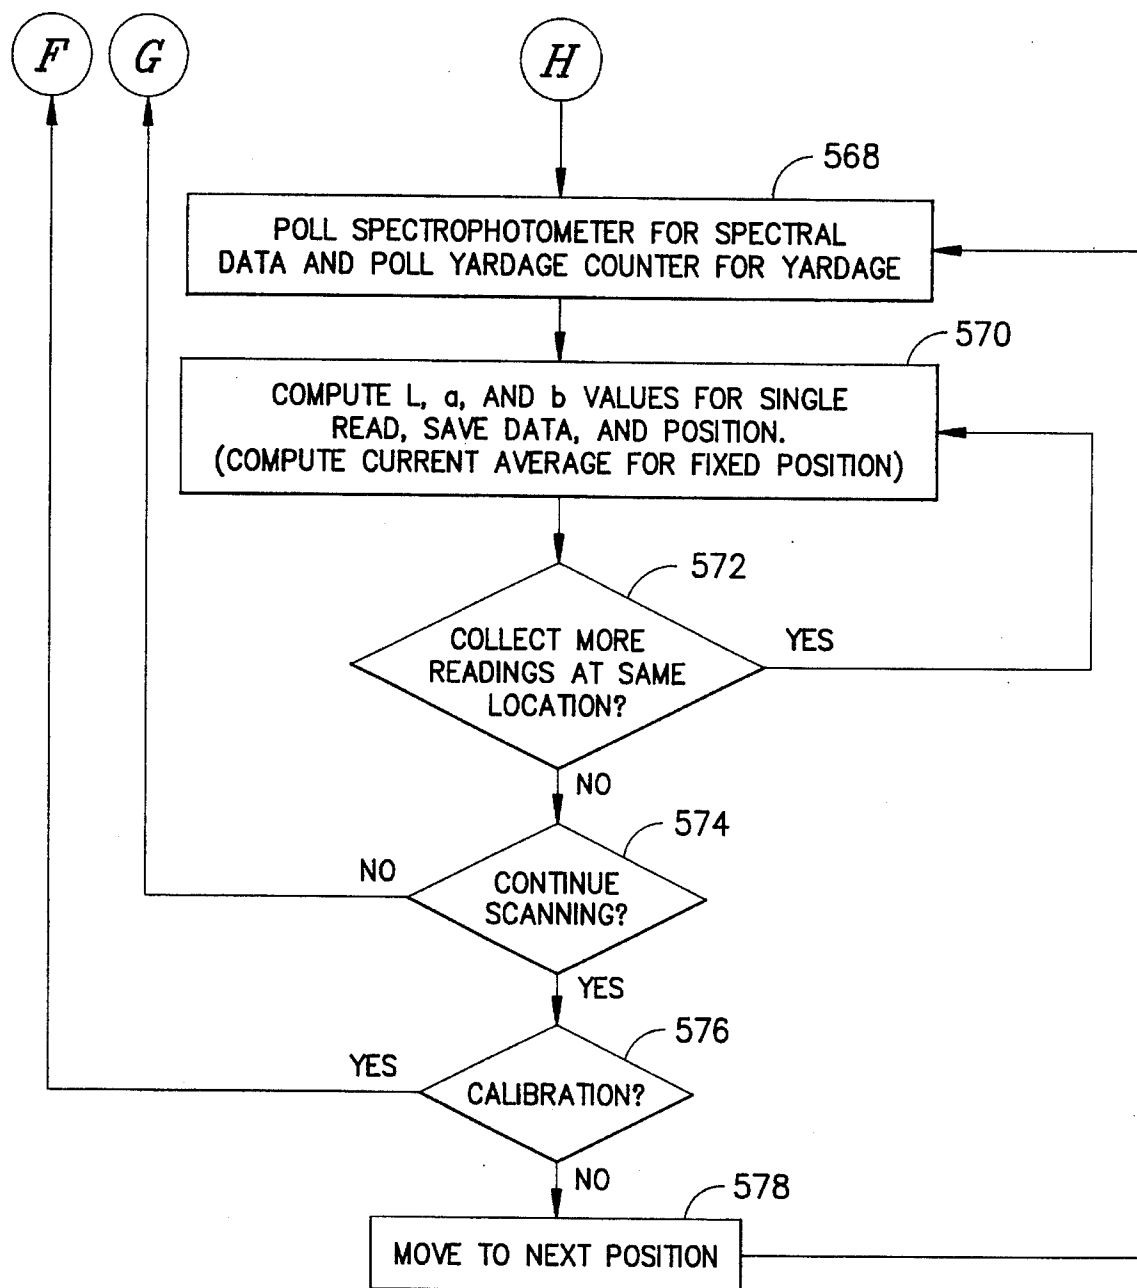 F G H
568
POLL SPECTROPHOTOMETER FOR SPECTRAL
DATA AND POLL YARDAGE COUNTER FOR YARDAGE
570
COMPUTE L, a, AND b VALUES FOR SINGLE
READ, SAVE DATA, AND POSITION.
(COMPUTE CURRENT AVERAGE FOR FIXED POSITION)
572
COLLECT MORE
READINGS AT SAME
LOCATION?
YES
NO
574
NO
CONTINUE
SCANNING?
YES
576
YES
CALIBRATION?
NO
578
MOVE TO NEXT POSITION